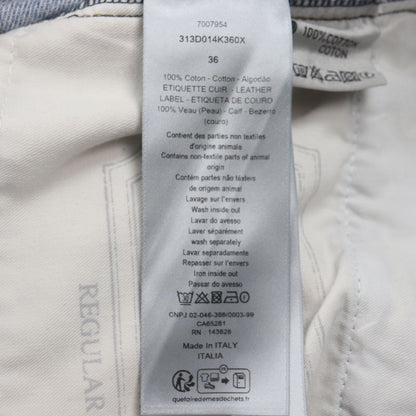 7007954
313D014K360X
36
100% Coton - Cotton - Algodão
ETIQUETTE CUIR - LEATHER
LABEL - ETIQUETA DE COURO
100% Veau (Peau) - Calf - Bezerro
(couro)
Contient des parties non textiles
d'origine animale
Contains non-textile parts of animal
origin
Contém partes não têxteis
de origem animal
Lavage sur l'envers
Wash inside out
Lavar do avesso
Laver séparément
wash separately
Lavar separadamente
Repasser sur l'envers
Iron inside out
Passar do avesso
CNPJ 02-046-386/0003-99
CA65281
RN : 143828
Made in ITALY
ITALIA
quefairedemesdechets.fr
100% COTTON
COTON
REGULAR